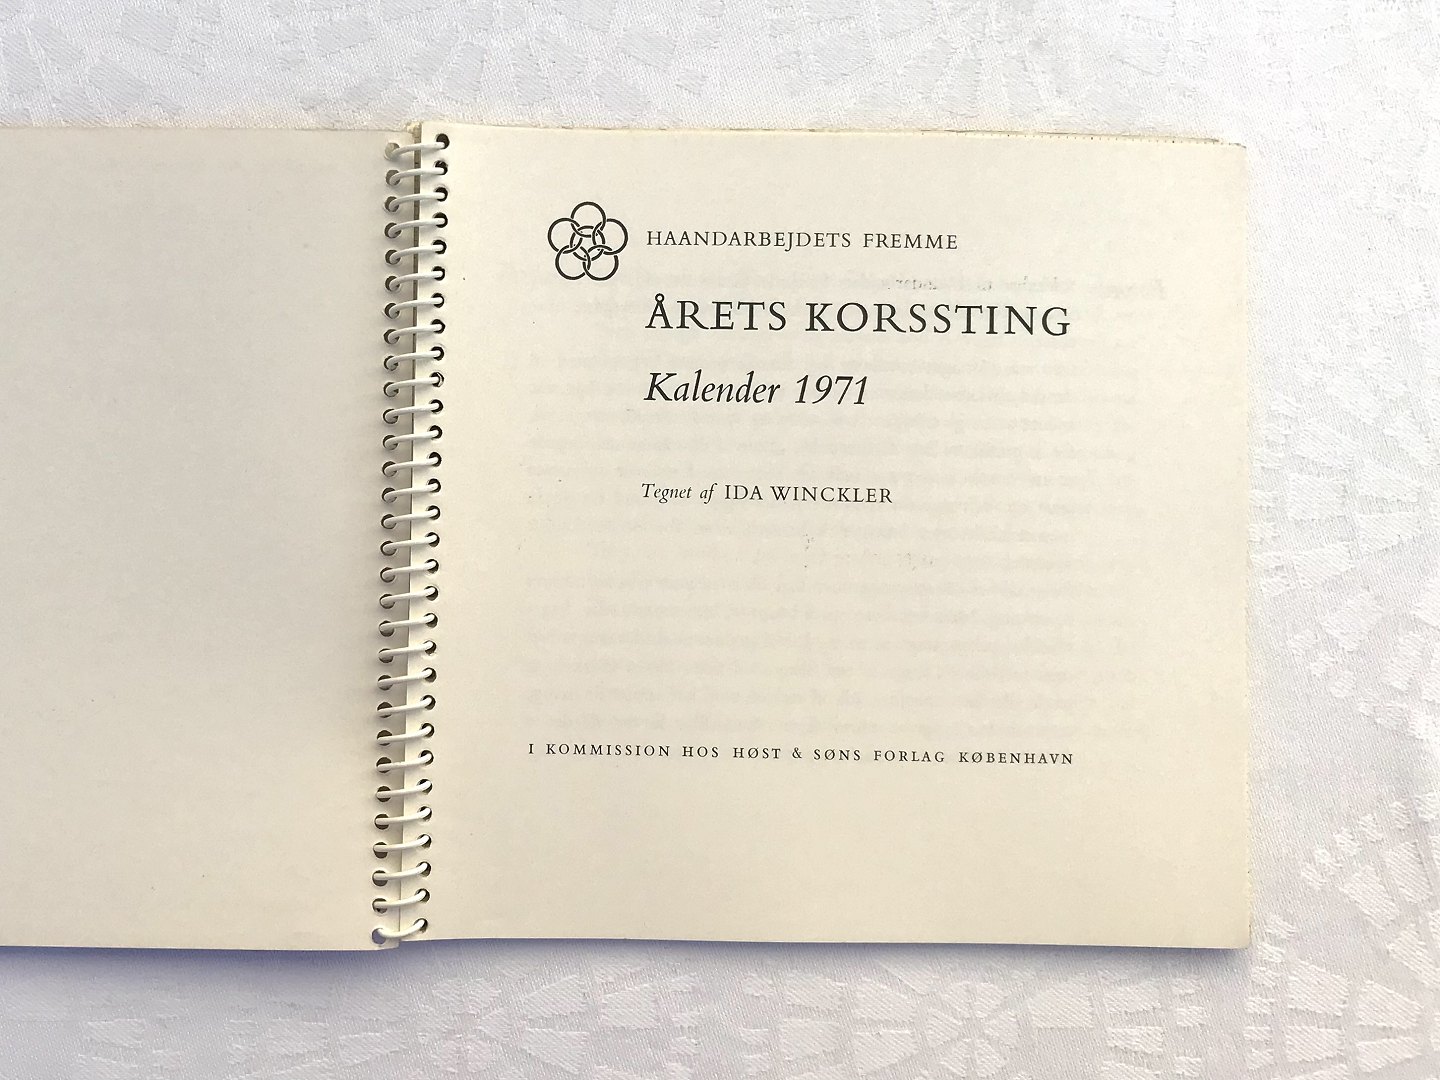 HAANDARBEJDETS FREMME
ÅRETS KORSSTING
Kalender 1971
Tegnet af IDA WINCKLER
I KOMMISSION HOS HØST & SØNS FORLAG KØBENHAVN